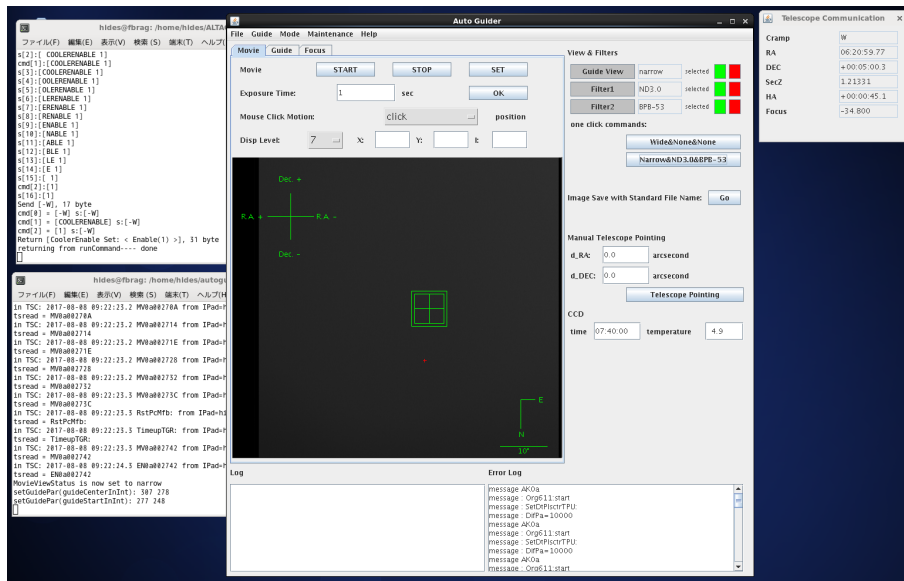 hides@fbrag: /home/hides/ALTA
ファイル(F) 編集(E) 表示(V) 検索 (S) 端末(T) ヘルプ(
s[2]:[ COOLERENABLE 1]
cmd[1]:[COOLERENABLE 1]
s[3]:[COOLERENABLE 1]
s[4]:[OOLERENABLE 1]
s[5]:[OLERENABLE 1]
s[6]:[LERENABLE 1]
s[7]:[ERENABLE 1]
s[8]:[RENABLE 1]
s[9]:[ENABLE 1]
s[10]:[NABLE 1]
s[11]:[ABLE 1]
s[12]:[BLE 1]
s[13]:[LE 1]
s[14]:[E 1]
s[15]:[ 1]
cmd[2]:[1]
s[16]:[1]
Send [-W], 17 byte
cmd[0] = [-W] s:[-W]
cmd[1] = [COOLERENABLE] s:[-W]
cmd[2] = [1] s:[-W]
Return [CoolerEnable Set: < Enable(1) >], 31 byte
returning from runCommand---- done
hides@fbrag: /home/hides/autogu
ファイル(F) 編集(E) 表示(V) 検索 (S) 端末(T) ヘルプ(H
in TSC: 2017-08-08 09:22:23.2 MV0a00270A from IPad=h
tsread = MV0a00270A
in TSC: 2017-08-08 09:22:23.2 MV0a002714 from IPad=h
tsread = MV0a002714
in TSC: 2017-08-08 09:22:23.2 MV0a00271E from IPad=h
tsread = MV0a00271E
in TSC: 2017-08-08 09:22:23.2 MV0a002728 from IPad=h
tsread = MV0a002728
in TSC: 2017-08-08 09:22:23.2 MV0a002732 from IPad=h
tsread = MV0a002732
in TSC: 2017-08-08 09:22:23.3 MV0a00273C from IPad=h
tsread = MV0a00273C
in TSC: 2017-08-08 09:22:23.3 RstPcMfb: from IPad=hi
tsread = RstPcMfb:
in TSC: 2017-08-08 09:22:23.3 TimeupTGR: from IPad=h
tsread = TimeupTGR:
in TSC: 2017-08-08 09:22:23.3 MV0a002742 from IPad=h
tsread = MV0a002742
in TSC: 2017-08-08 09:22:24.3 EN0a002742 from IPad=h
tsread = EN0a002742
MovieViewStatus is now set to narrow
setGuidePar(guideCenterInInt): 307 278
setGuidePar(guideStartInInt): 277 248
Auto Guider
File Guide Mode Maintenance Help
Movie Guide Focus
Movie START STOP SET
Exposure Time: 1 sec OK
Mouse Click Motion: click position
Disp Level: 7 X: Y: I:
Dec. +
R.A. + R.A. -
Dec. -
E
N
10"
View & Filters
Guide View narrow selected
Filter1 ND3.0 selected
Filter2 BPB-53 selected
one click commands:
Wide&None&None
Narrow&ND3.0&BPB-53
Image Save with Standard File Name: Go
Manual Telescope Pointing
d_RA: 0.0 arcsecond
d_DEC: 0.0 arcsecond
Telescope Pointing
CCD
time 07:40:00 temperature 4.9
Log
Error Log
message AK0a
message : Org611:start
message : SetDtPlsctrTPU:
message : DifPa=10000
message AK0a
message : Org611:start
message : SetDtPlsctrTPU:
message : DifPa=10000
message AK0a
message : Org611:start
Telescope Communication
Cramp W
RA 06:20:59.77
DEC +00:05:00.3
SecZ 1.21331
HA +00:00:45.1
Focus -34.800